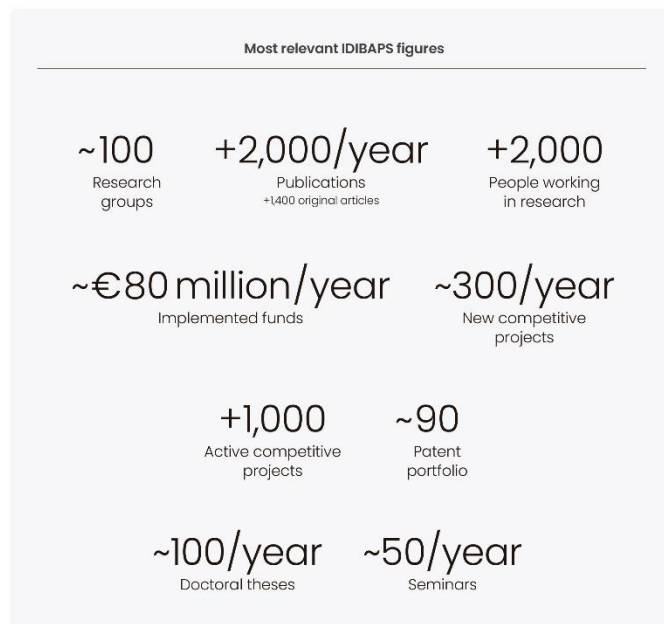 Most relevant IDIBAPS figures
~100
Research
groups
+2,000/year
Publications
+1,400 original articles
+2,000
People working
in research
~€80 million/year
Implemented funds
~300/year
New competitive
projects
+1,000
Active competitive
projects
~90
Patent
portfolio
~100/year
Doctoral theses
~50/year
Seminars